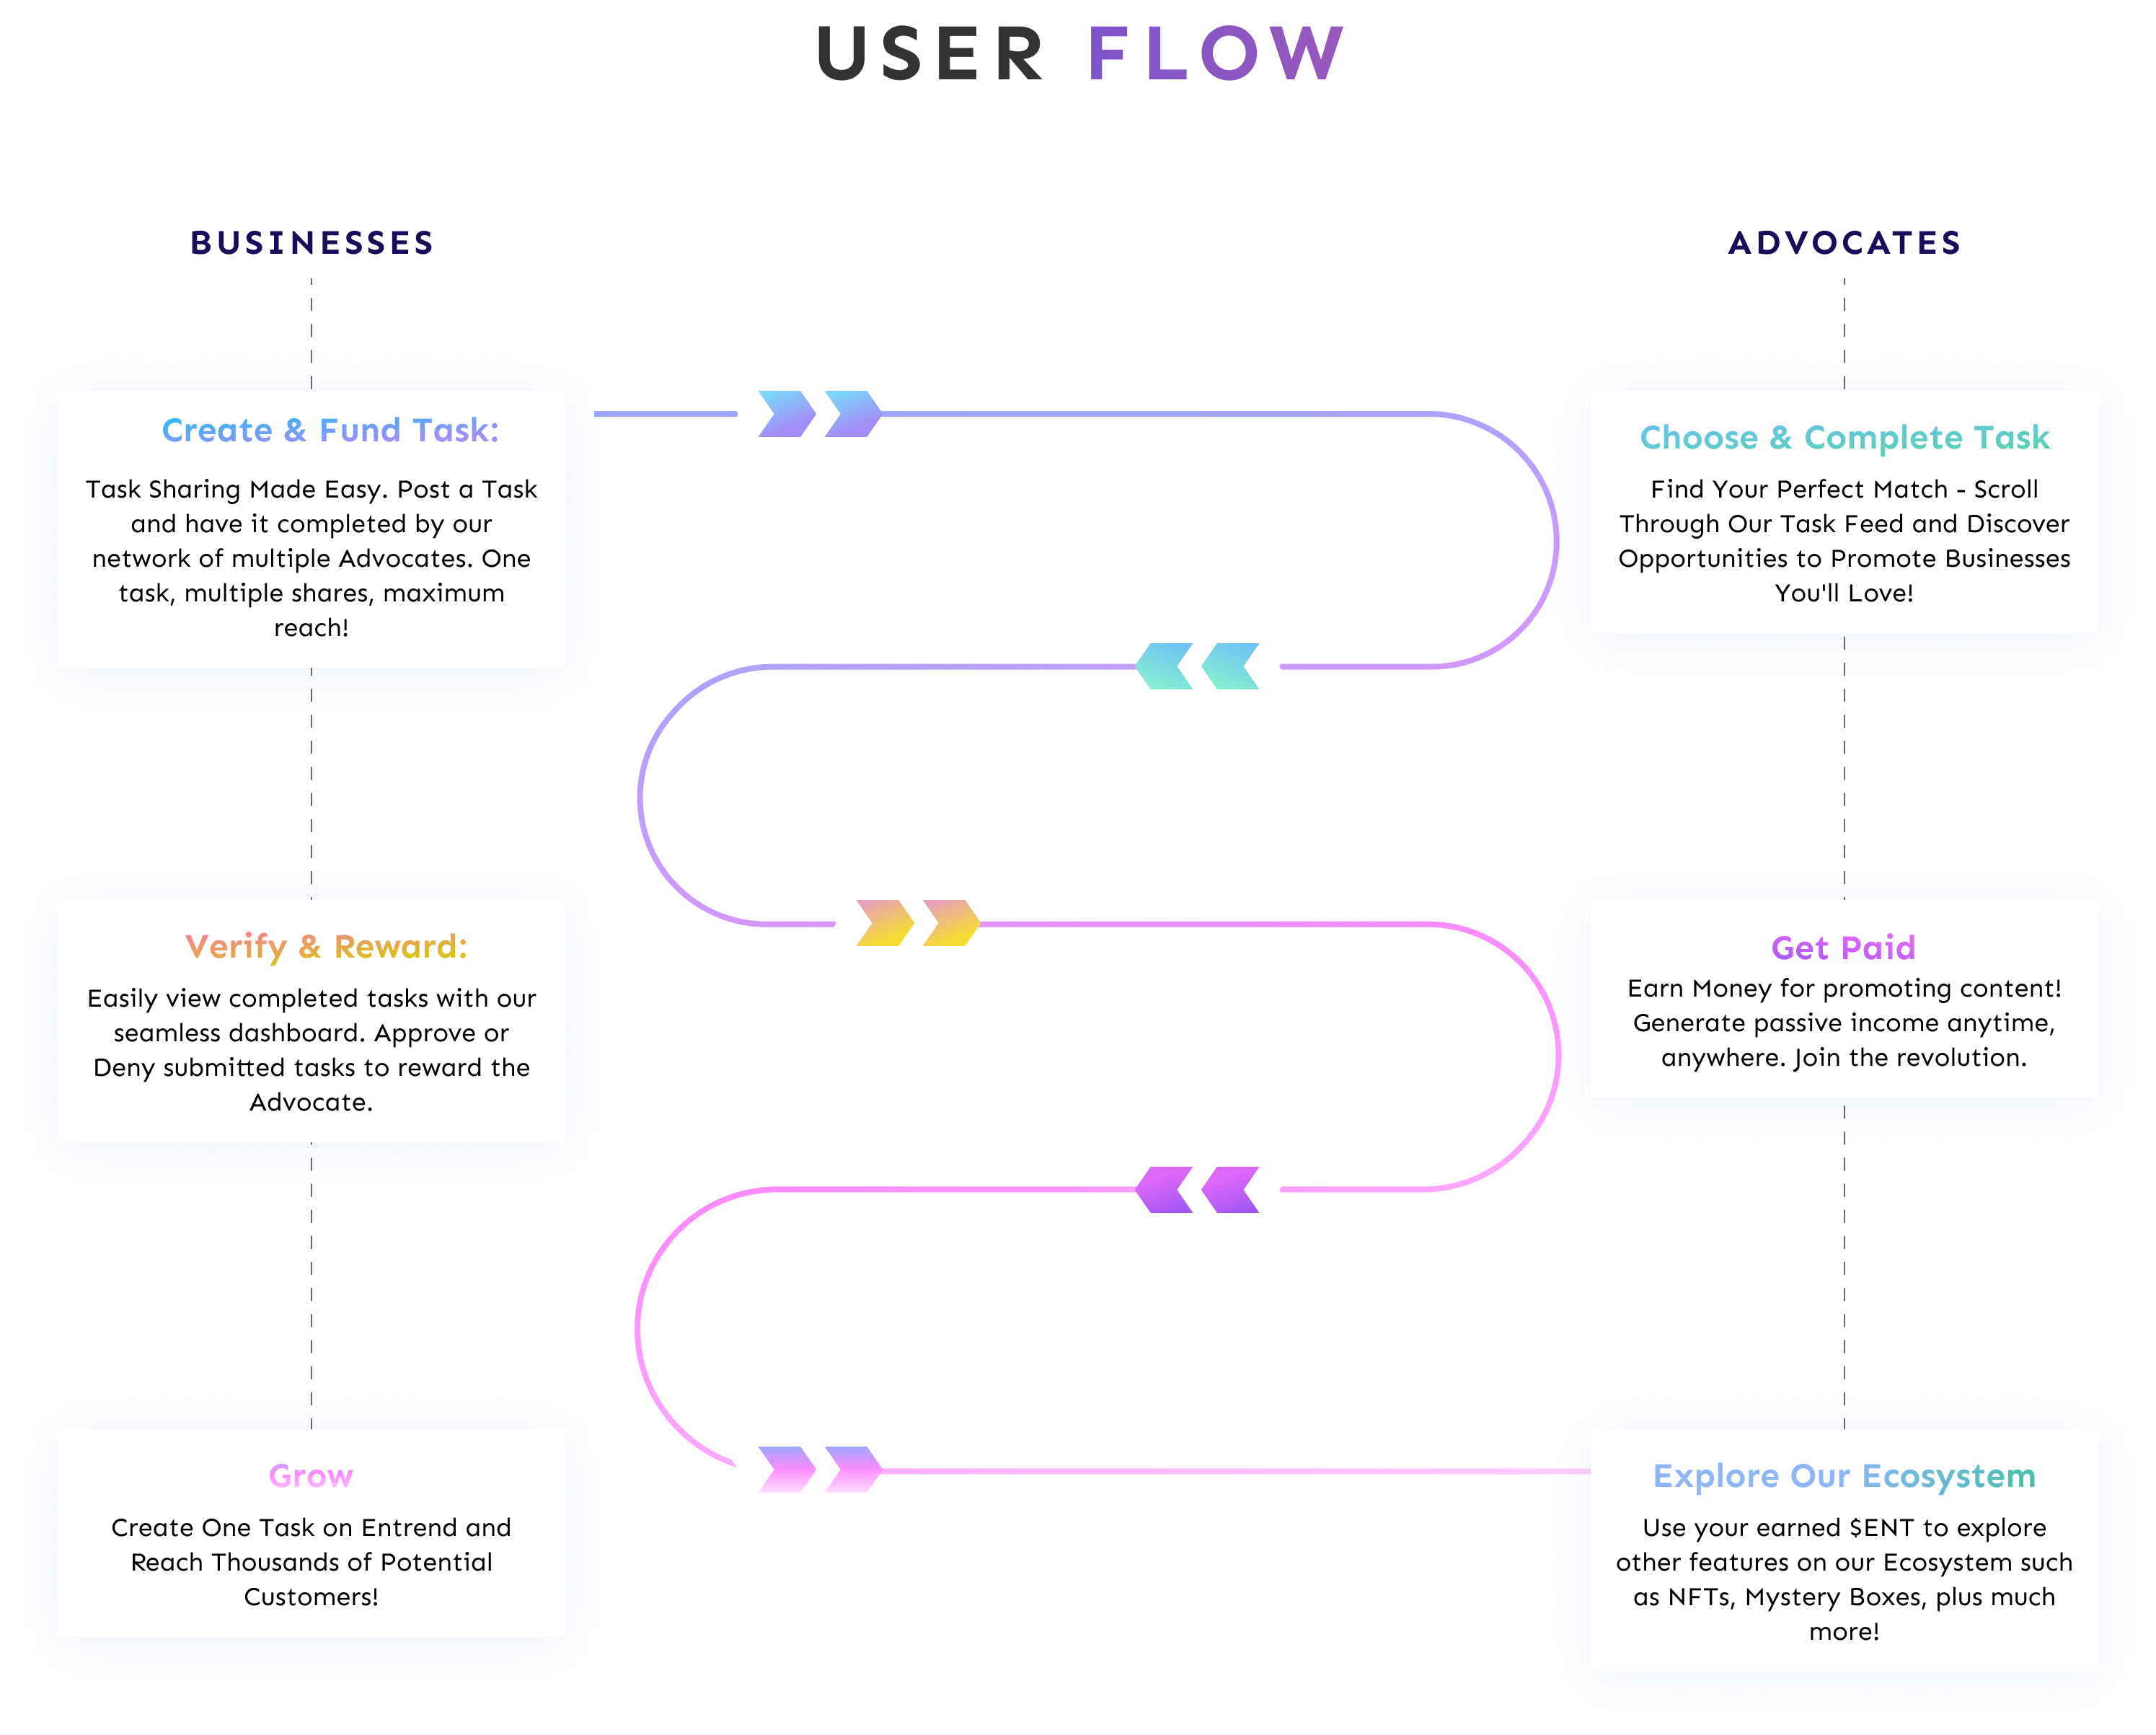 USER FLOW
BUSINESSES
ADVOCATES
Create & Fund Task:
Task Sharing Made Easy. Post a Task
and have it completed by our
network of multiple Advocates. One
task, multiple shares, maximum
reach!
Choose & Complete Task
Find Your Perfect Match - Scroll
Through Our Task Feed and Discover
Opportunities to Promote Businesses
You'll Love!
Verify & Reward:
Easily view completed tasks with our
seamless dashboard. Approve or
Deny submitted tasks to reward the
Advocate.
Get Paid
Earn Money for promoting content!
Generate passive income anytime,
anywhere. Join the revolution.
Grow
Create One Task on Entrend and
Reach Thousands of Potential
Customers!
Explore Our Ecosystem
Use your earned $ENT to explore
other features on our Ecosystem such
as NFTs, Mystery Boxes, plus much
more!